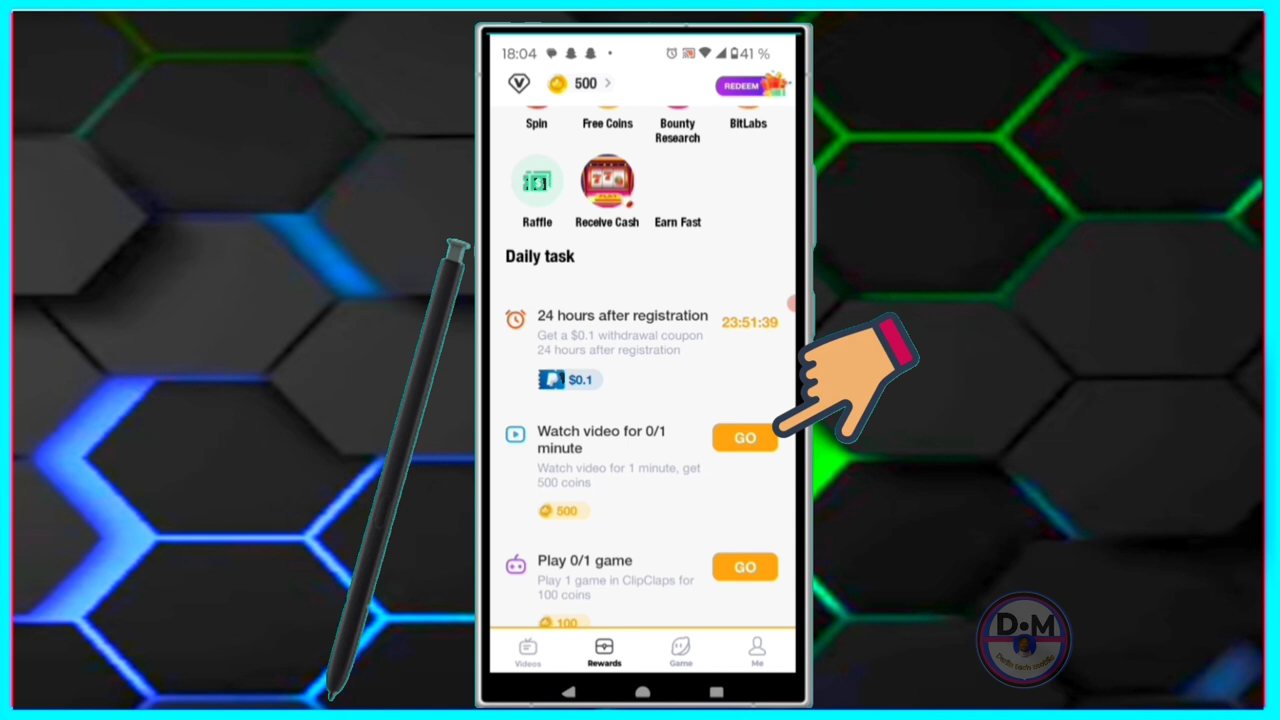 18:04
41 %
500
REDEEM
Spin
Free Coins
Bounty
Research
BitLabs
Raffle
Receive Cash
Earn Fast
Daily task
24 hours after registration
23:51:39
Get a $0.1 withdrawal coupon
24 hours after registration
$0.1
Watch video for 0/1
minute
GO
Watch video for 1 minute, get
500 coins
500
Play 0/1 game
GO
Play 1 game in ClipClaps for
100 coins
100
Videos
Rewards
Game
Me
D.M